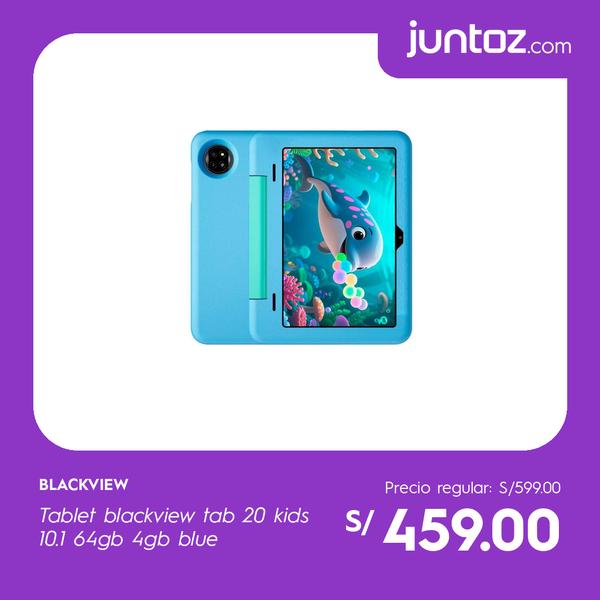 juntoz.com
BLACKVIEW
Tablet blackview tab 20 kids
10.1 64gb 4gb blue
Precio regular: S/599.00
S/ 459.00